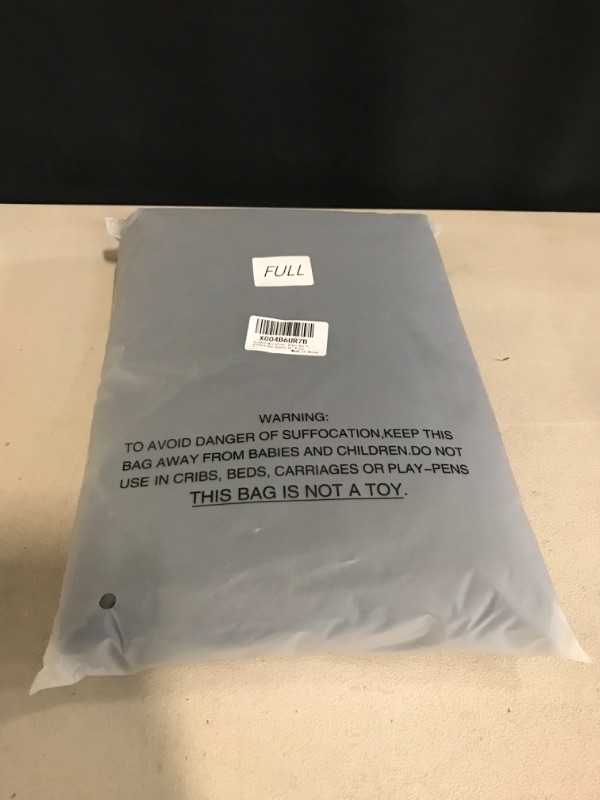 FULL
X004B6UR7B
WARNING:
TO AVOID DANGER OF SUFFOCATION,KEEP THIS
BAG AWAY FROM BABIES AND CHILDREN.DO NOT
USE IN CRIBS, BEDS, CARRIAGES OR PLAY-PENS
THIS BAG IS NOT A TOY.